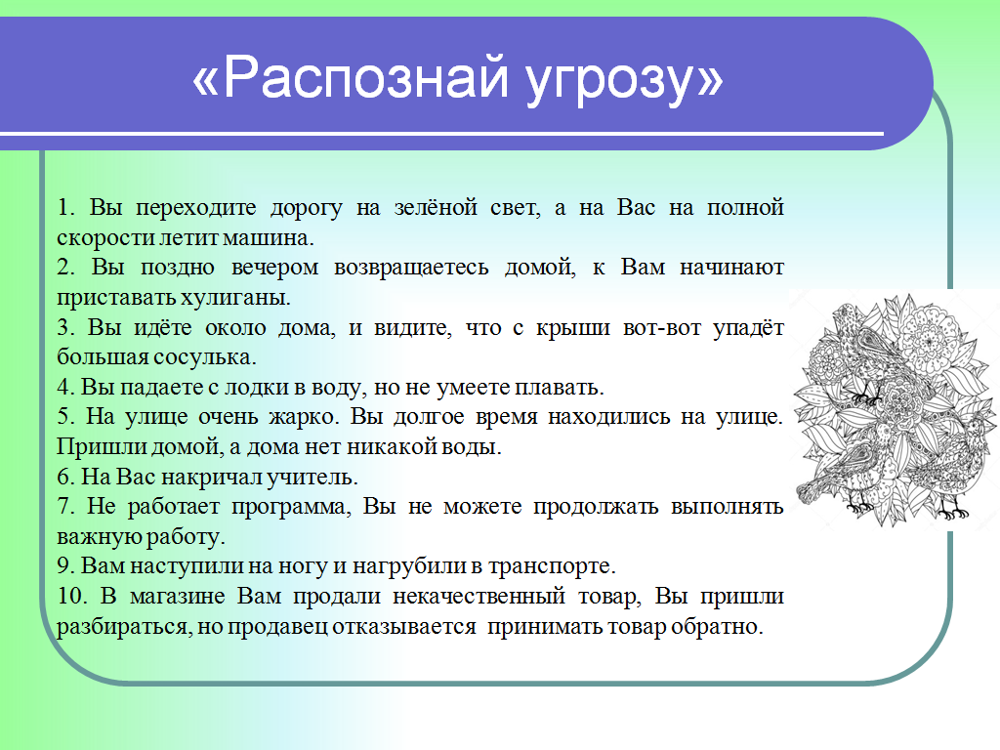 «Распознай угрозу»
1. Вы переходите дорогу на зелёной свет, а на Вас на полной
скорости летит машина.
2. Вы поздно вечером возвращаетесь домой, к Вам начинают
приставать хулиганы.
3. Вы идёте около дома, и видите, что с крыши вот-вот упадёт
большая сосулька.
4. Вы падаете с лодки в воду, но не умеете плавать.
5. На улице очень жарко. Вы долгое время находились на улице.
Пришли домой, а дома нет никакой воды.
6. На Вас накричал учитель.
7. Не работает программа, Вы не можете продолжать выполнять
важную работу.
9. Вам наступили на ногу и нагрубили в транспорте.
10. В магазине Вам продали некачественный товар, Вы пришли
разбираться, но продавец отказывается принимать товар обратно.